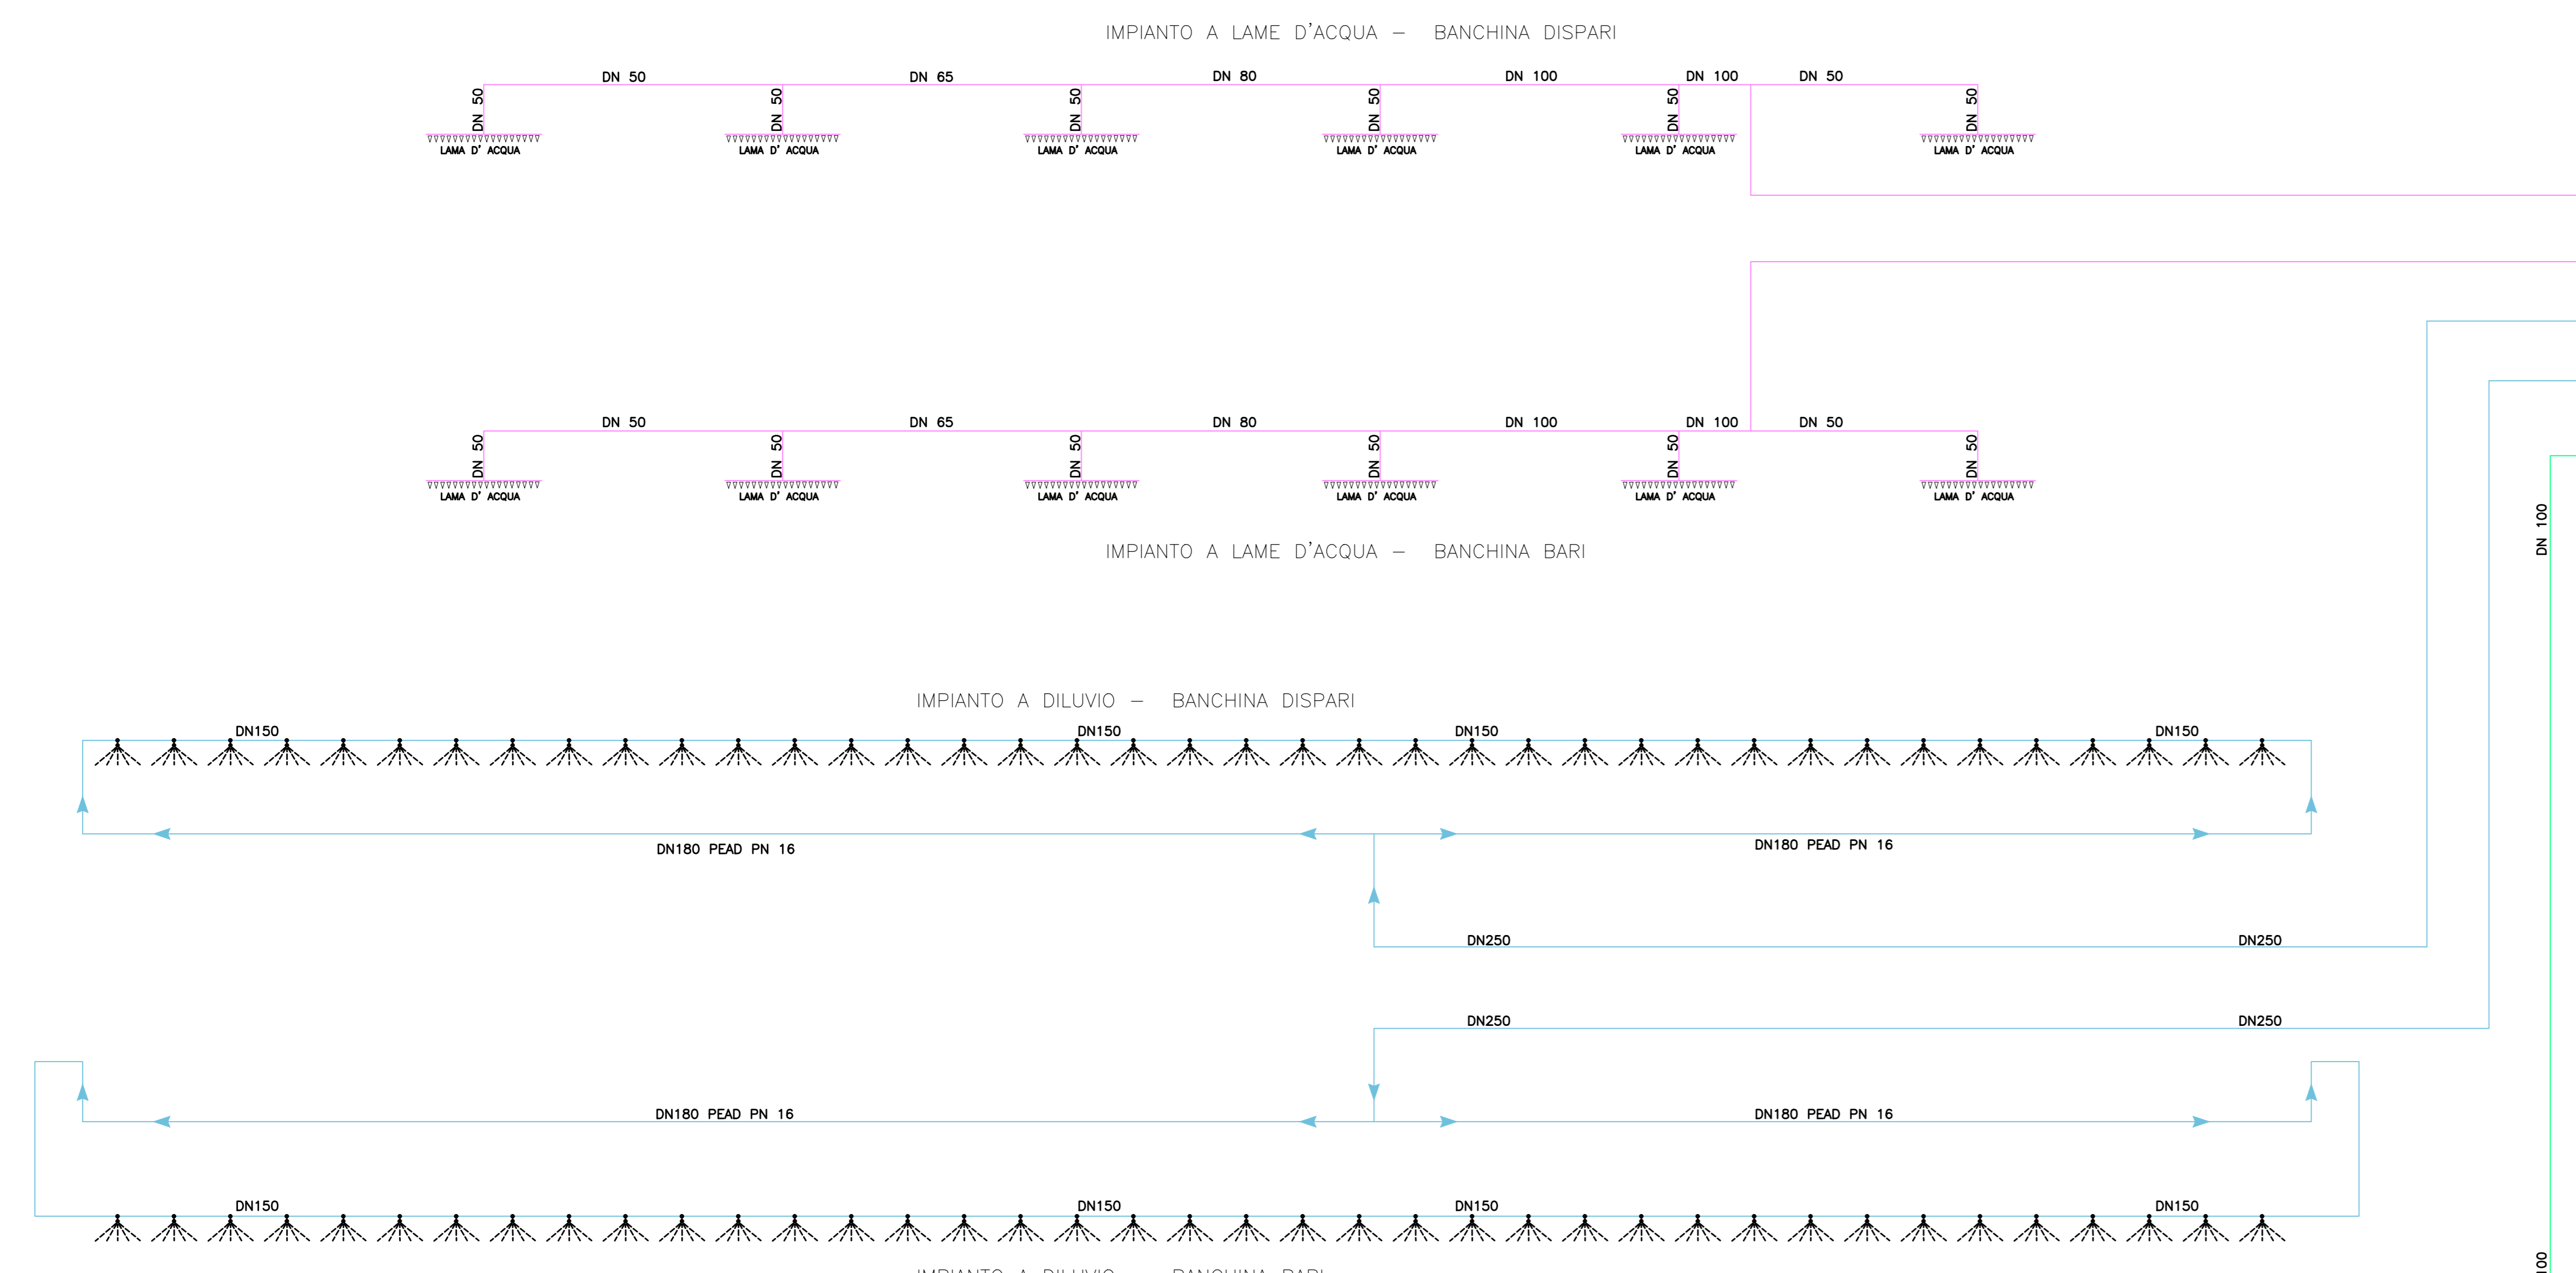 IMPIANTO A LAME D'ACQUA – BANCHINA DISPARI
DN 50 DN 65 DN 80 DN 100 DN 100 DN 50
DN 50 DN 50 DN 50 DN 50 DN 50 DN 50
LAMA D' ACQUA LAMA D' ACQUA LAMA D' ACQUA LAMA D' ACQUA LAMA D' ACQUA LAMA D' ACQUA
DN 50 DN 65 DN 80 DN 100 DN 100 DN 50
DN 50 DN 50 DN 50 DN 50 DN 50 DN 50
LAMA D' ACQUA LAMA D' ACQUA LAMA D' ACQUA LAMA D' ACQUA LAMA D' ACQUA LAMA D' ACQUA
DN 100
IMPIANTO A LAME D'ACQUA – BANCHINA BARI
IMPIANTO A DILUVIO – BANCHINA DISPARI
DN150 DN150 DN150 DN150
DN180 PEAD PN 16 DN180 PEAD PN 16
DN250 DN250
DN250 DN250
DN180 PEAD PN 16 DN180 PEAD PN 16
DN150 DN150 DN150 DN150
100
IMPIANTO A DILUVIO – BANCHINA BARI